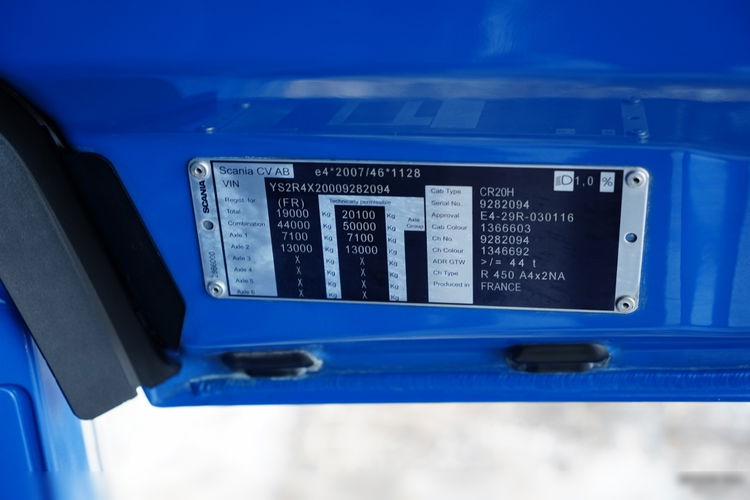 Scania CV AB e4*2007/46*1128
1,0 %
VIN YS2R4X20009282094
SCANIA
Regist. for (FR) Technically permissible
Total 19000 Kg 20100 Kg
Combination 44000 Kg 50000 Kg Axle Group
Axle 1 7100 Kg 7100 Kg
Axle 2 13000 Kg 13000 Kg
Axle 3 X Kg X Kg
Axle 4 X Kg X Kg
Axle 5 X Kg X Kg
Axle 6 X Kg X Kg
Cab Type CR20H
Serial No. 9282094
Approval E4-29R-030116
Cab Colour 1366603
Ch No 9282094
Ch Colour 1346692
ADR GTW >/= 44 t
Ch Type R 450 A4x2NA
Produced in FRANCE